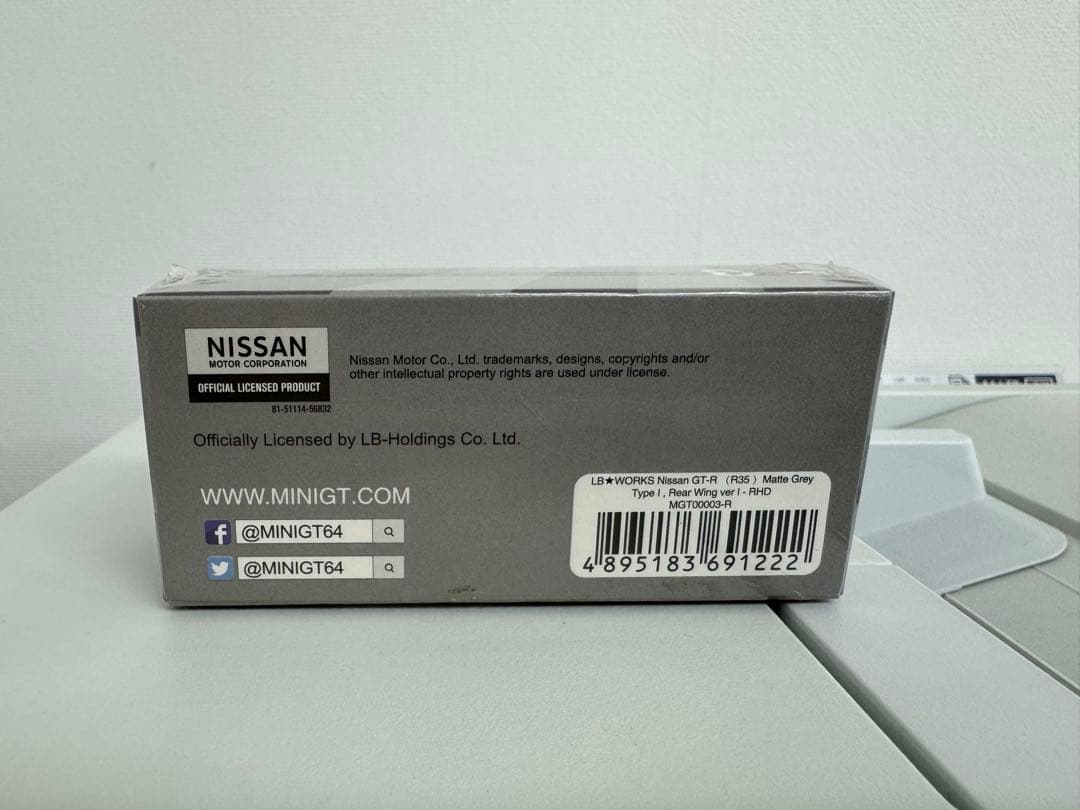 NISSAN
MOTOR CORPORATION
OFFICIAL LICENSED PRODUCT
81-51114-56832
Nissan Motor Co., Ltd. trademarks, designs, copyrights and/or
other intellectual property rights are used under license.
Officially Licensed by LB-Holdings Co. Ltd.
WWW.MINIGT.COM
@MINIGT64
@MINIGT64
LB★WORKS Nissan GT-R （R35） Matte Grey
Type I , Rear Wing ver I - RHD
MGT00003-R
4 895183 691222